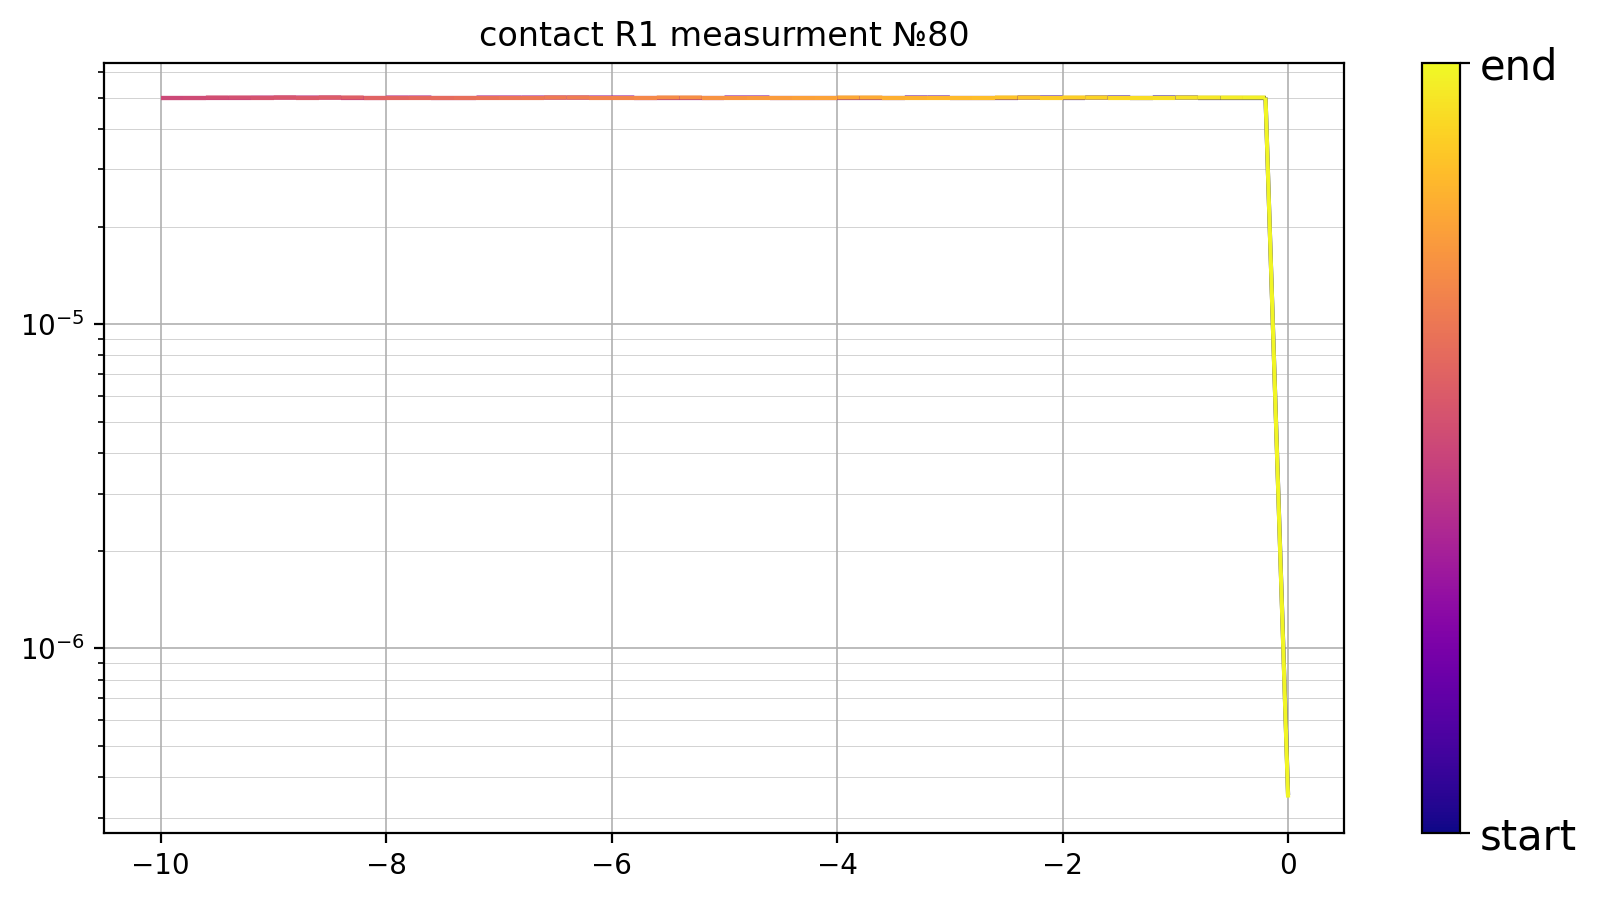 contact R1 measurment №80
end
10⁻⁵
10⁻⁶
start
−10 −8 −6 −4 −2 0